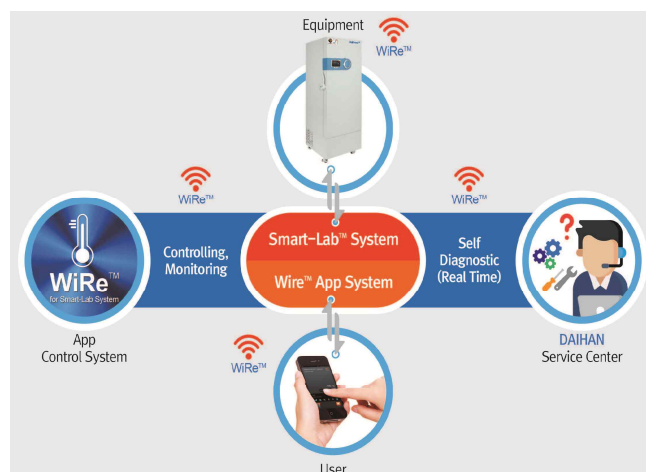 Equipment
WiRe™
WiRe™
WiRe™
Smart-Lab™ System
Wire™ App System
Controlling,
Monitoring
Self
Diagnostic
(Real Time)
WiRe™
for Smart-Lab System
App
Control System
DAIHAN
Service Center
WiRe™
User